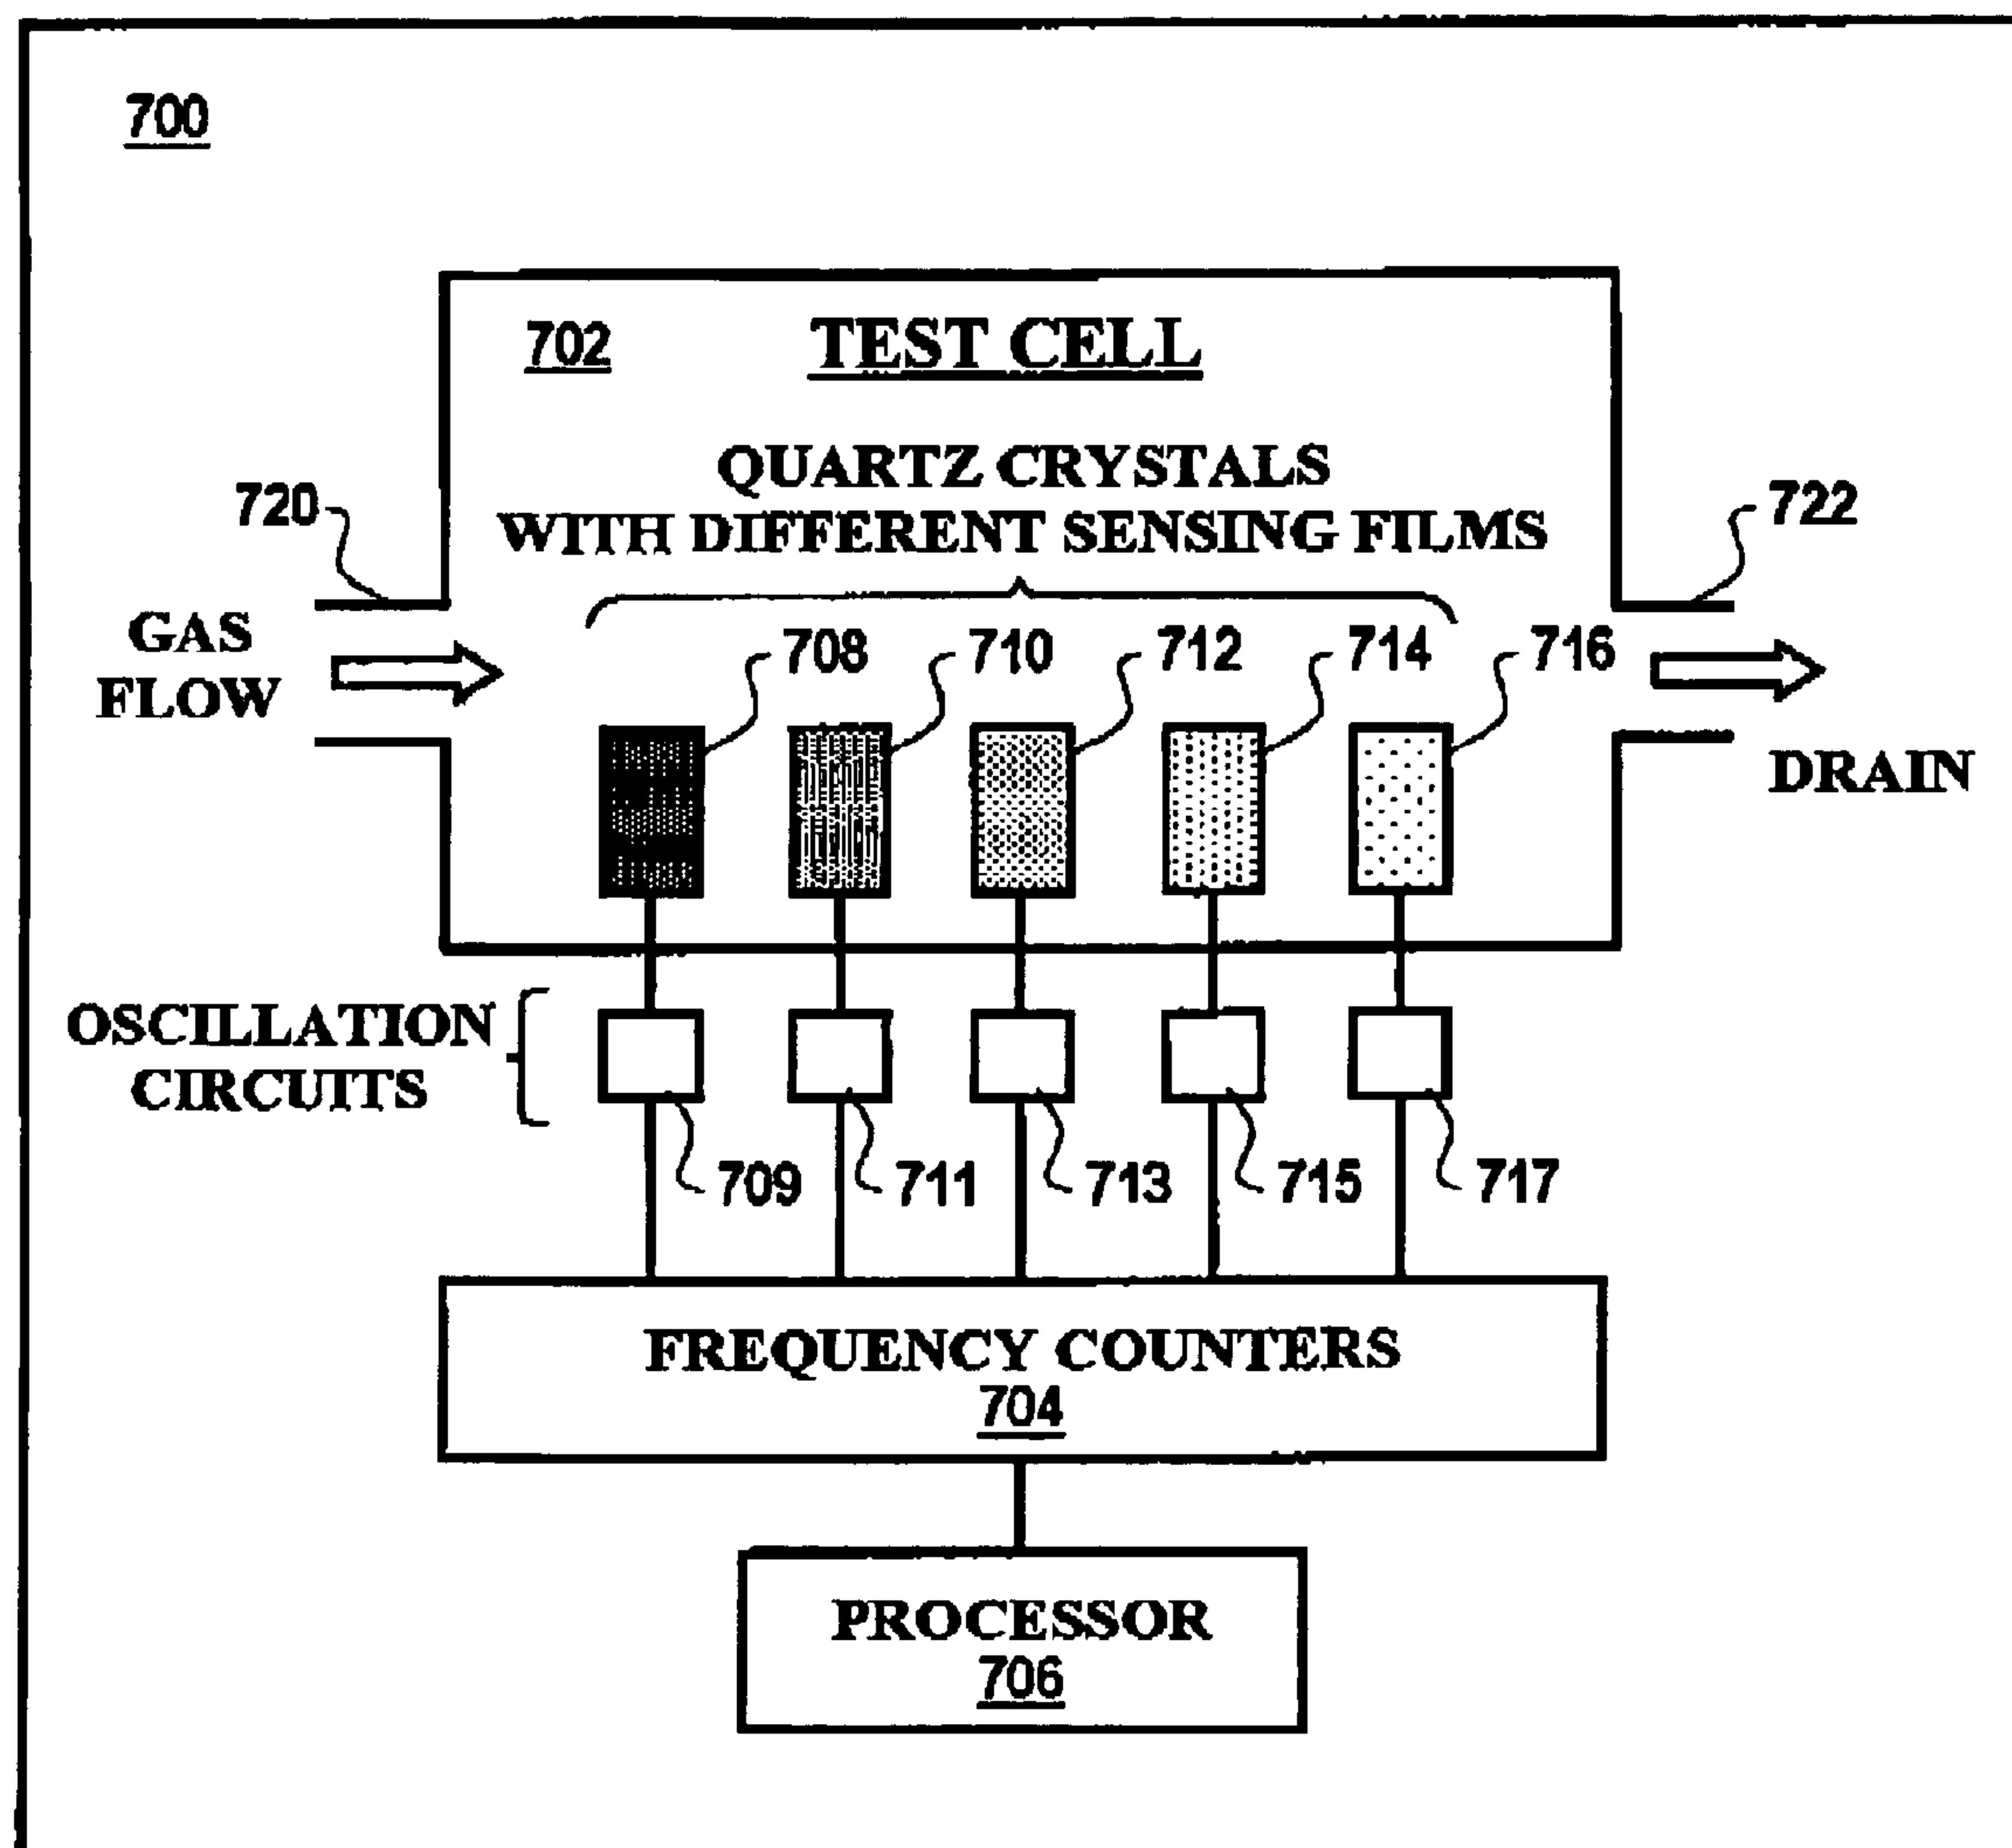 700
702 TEST CELL
QUARTZ CRYSTALS
WITH DIFFERENT SENSING FILMS
720
722
GAS
FLOW
708 710 712 714 716
DRAIN
OSCILLATION
CIRCUITS
709 711 713 715 717
FREQUENCY COUNTERS
704
PROCESSOR
706